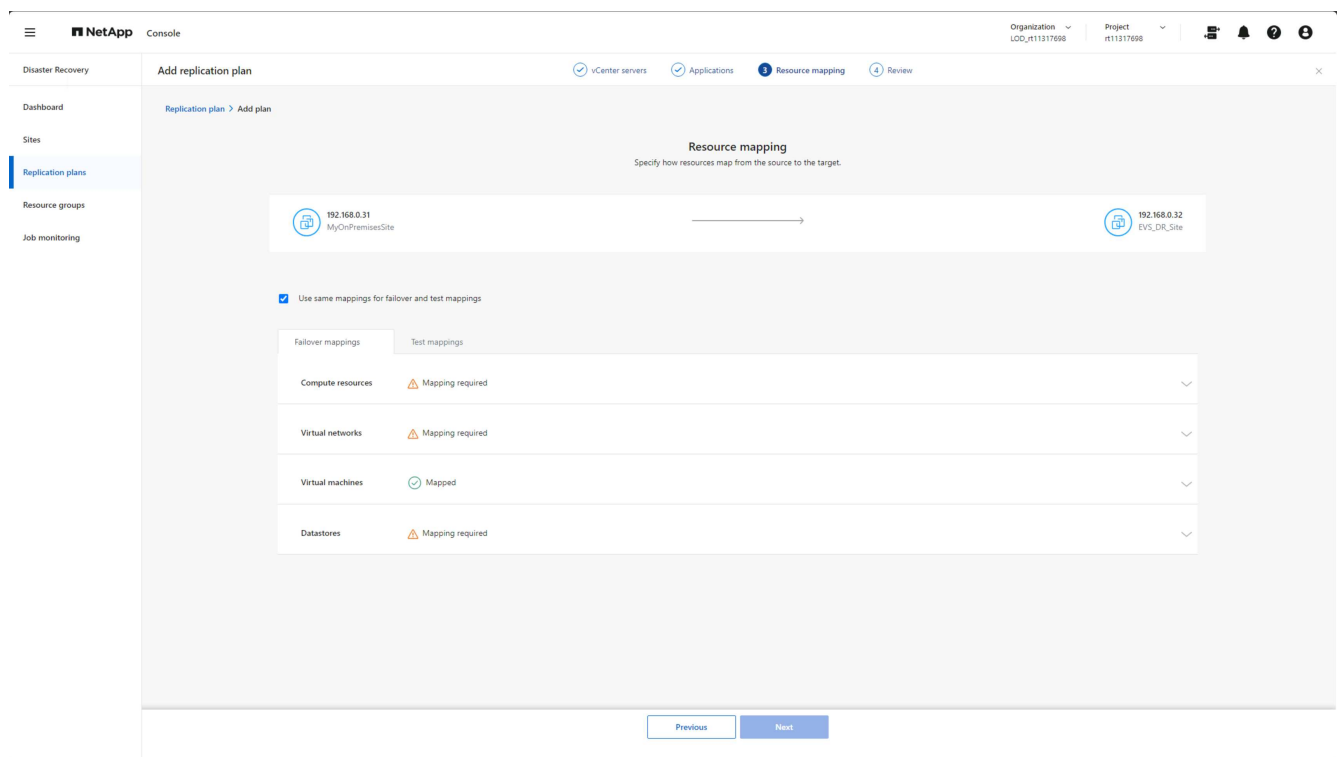 NetApp Console
Organization
LOD_rt11317698
Project
rt11317698
Disaster Recovery
Add replication plan
vCenter servers
Applications
3 Resource mapping
4 Review
Dashboard
Sites
Replication plans
Resource groups
Job monitoring
Replication plan > Add plan
Resource mapping
Specify how resources map from the source to the target.
192.168.0.31
MyOnPremisesSite
192.168.0.32
EVS_DR_Site
Use same mappings for failover and test mappings
Failover mappings Test mappings
Compute resources Mapping required
Virtual networks Mapping required
Virtual machines Mapped
Datastores Mapping required
Previous Next